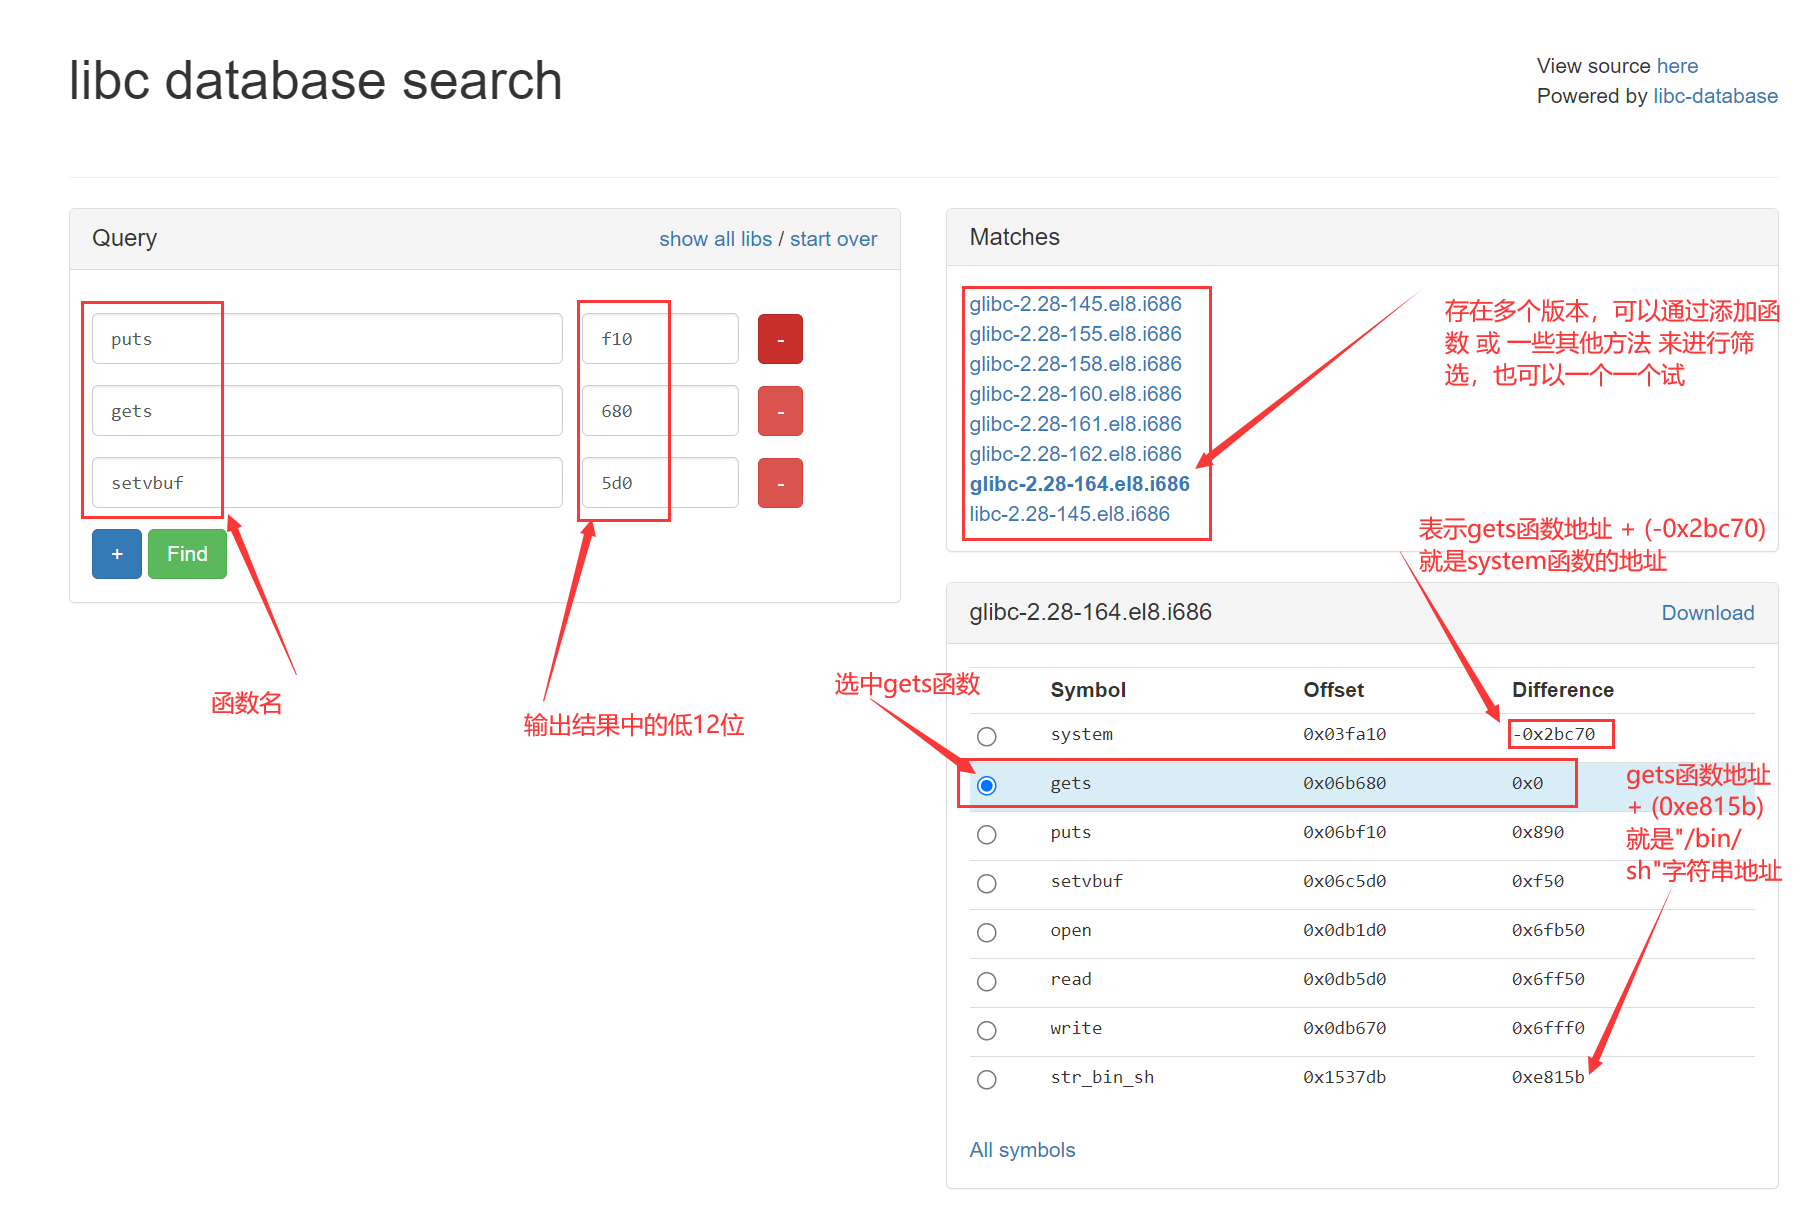 libc database search
View source here
Powered by libc-database
Query
show all libs / start over
puts
f10
-
gets
680
-
setvbuf
5d0
-
+
Find
函数名
输出结果中的低12位
Matches
glibc-2.28-145.el8.i686
glibc-2.28-155.el8.i686
glibc-2.28-158.el8.i686
glibc-2.28-160.el8.i686
glibc-2.28-161.el8.i686
glibc-2.28-162.el8.i686
glibc-2.28-164.el8.i686
libc-2.28-145.el8.i686
存在多个版本，可以通过添加函
数 或 一些其他方法 来进行筛
选，也可以一个一个试
表示gets函数地址 + (-0x2bc70)
就是system函数的地址
glibc-2.28-164.el8.i686
Download
选中gets函数
Symbol Offset Difference
system 0x03fa10 -0x2bc70
gets 0x06b680 0x0
puts 0x06bf10 0x890
setvbuf 0x06c5d0 0xf50
open 0x0db1d0 0x6fb50
read 0x0db5d0 0x6ff50
write 0x0db670 0x6fff0
str_bin_sh 0x1537db 0xe815b
gets函数地址
+ (0xe815b)
就是"/bin/
sh"字符串地址
All symbols